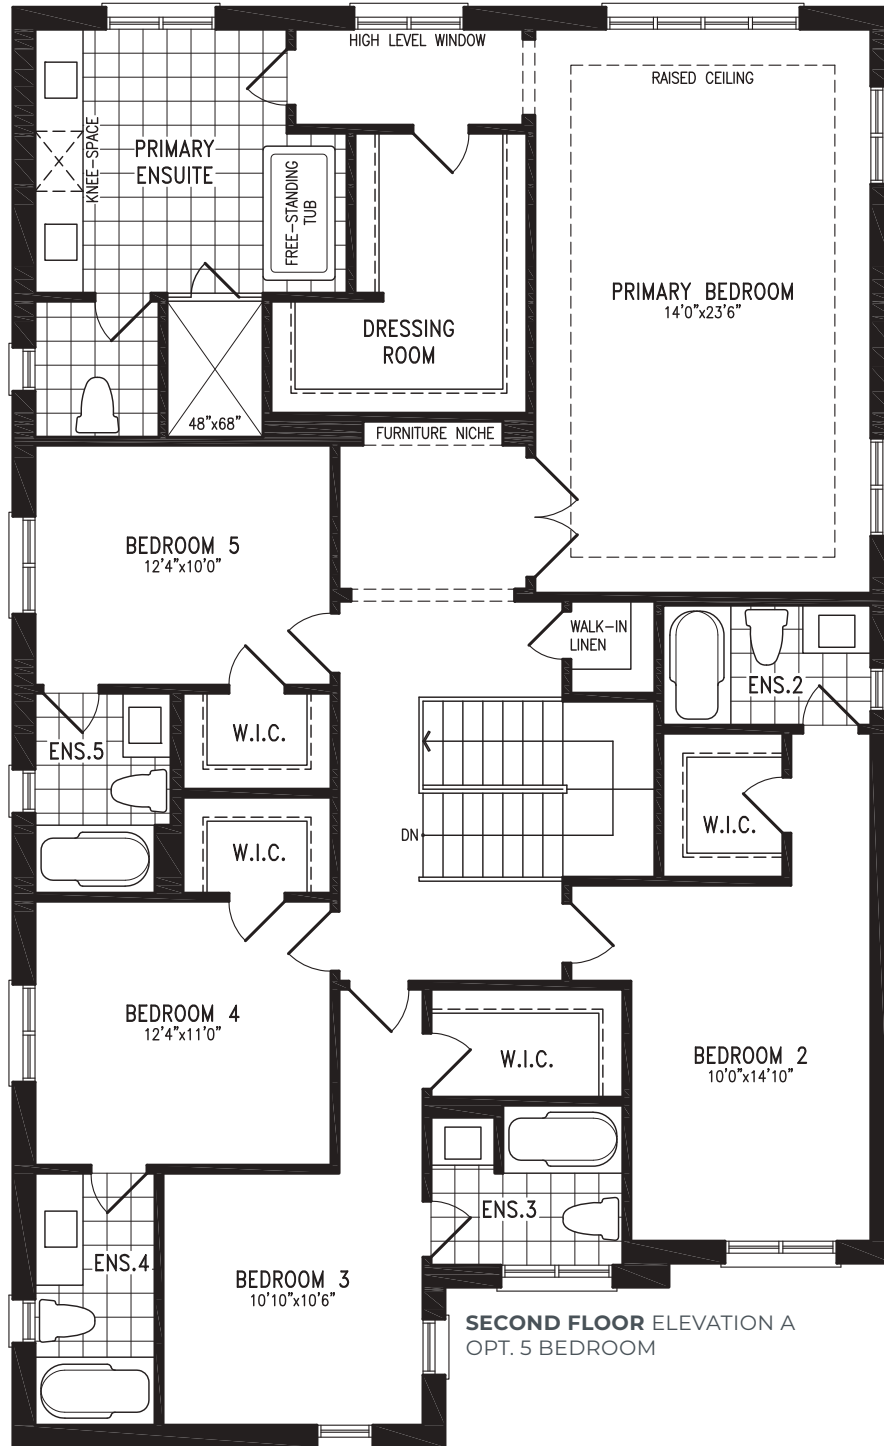 HIGH LEVEL WINDOW
RAISED CEILING
KNEE-SPACE
PRIMARY
ENSUITE
FREE-STANDING
TUB
PRIMARY BEDROOM
14'0"x23'6"
DRESSING
ROOM
48"x68"
FURNITURE NICHE
BEDROOM 5
12'4"x10'0"
WALK-IN
LINEN
ENS.2
ENS.5
W.I.C.
W.I.C.
DN
W.I.C.
BEDROOM 4
12'4"x11'0"
W.I.C.
BEDROOM 2
10'0"x14'10"
ENS.3
ENS.4
BEDROOM 3
10'10"x10'6"
SECOND FLOOR ELEVATION A
OPT. 5 BEDROOM